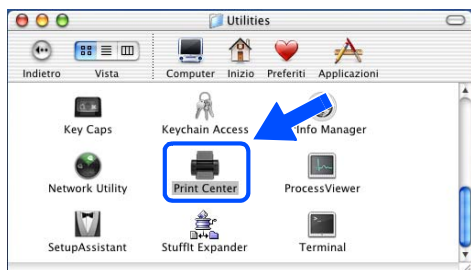 Utilities
Indietro Vista Computer Inizio Preferiti Applicazioni
Key Caps Keychain Access Info Manager
Network Utility Print Center ProcessViewer
SetupAssistant StuffIt Expander Terminal